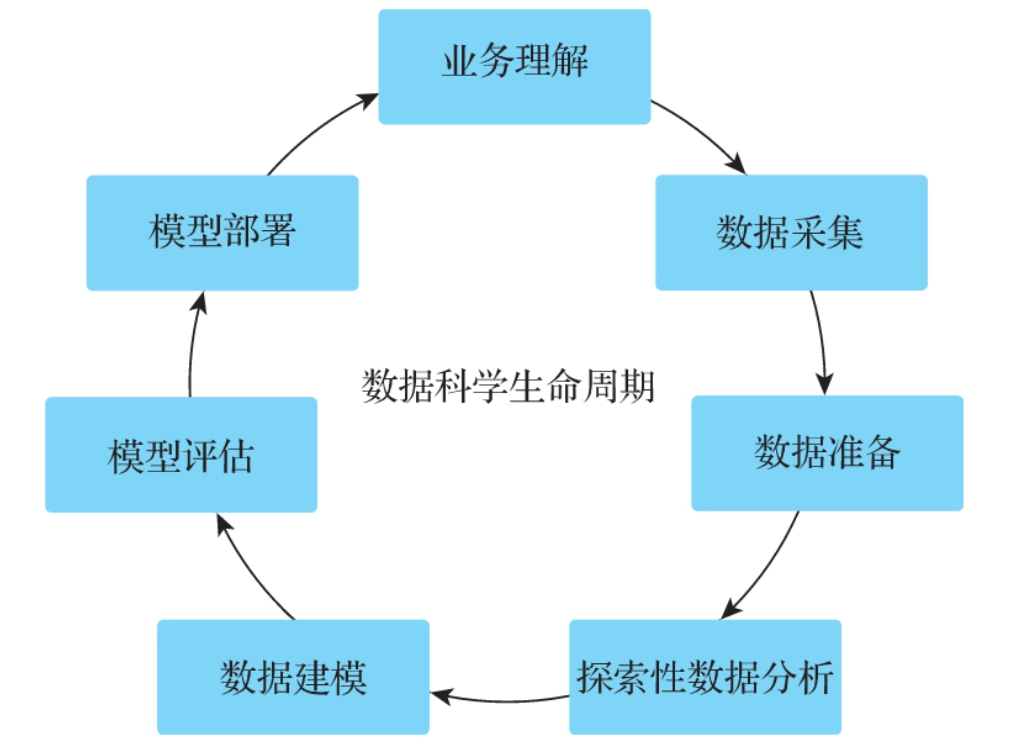 业务理解
数据采集
数据准备
探索性数据分析
数据建模
模型评估
模型部署
数据科学生命周期